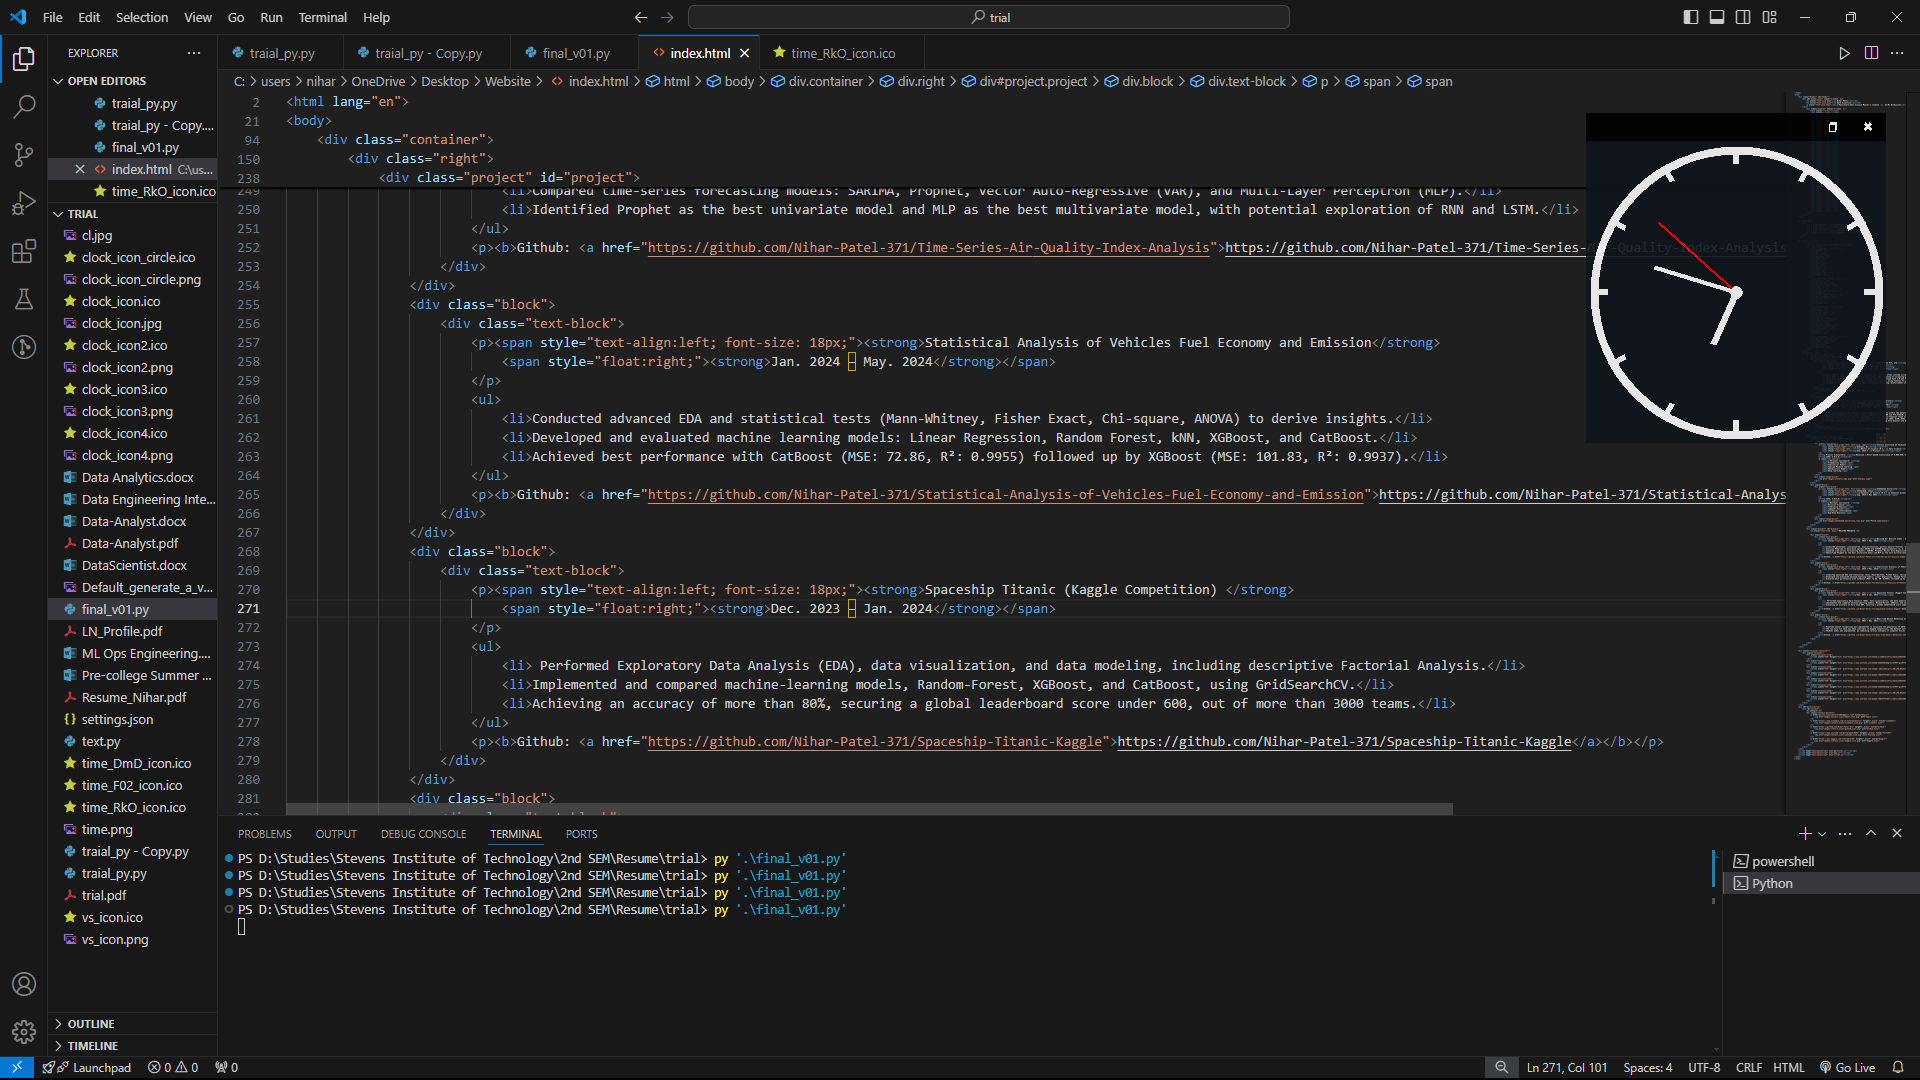 File Edit Selection View Go Run Terminal Help
trial
EXPLORER
OPEN EDITORS
traial_py.py
traial_py - Copy....
final_v01.py
index.html C:\us...
time_RkO_icon.ico
TRIAL
cl.jpg
clock_icon_circle.ico
clock_icon_circle.png
clock_icon.ico
clock_icon.jpg
clock_icon2.ico
clock_icon2.png
clock_icon3.ico
clock_icon3.png
clock_icon4.ico
clock_icon4.png
Data Analytics.docx
Data Engineering Inte...
Data-Analyst.docx
Data-Analyst.pdf
DataScientist.docx
Default_generate_a_v...
final_v01.py
LN_Profile.pdf
ML Ops Engineering....
Pre-college Summer ...
Resume_Nihar.pdf
settings.json
text.py
time_DmD_icon.ico
time_F02_icon.ico
time_RkO_icon.ico
time.png
traial_py - Copy.py
traial_py.py
trial.pdf
vs_icon.ico
vs_icon.png
OUTLINE
TIMELINE
traial_py.py traial_py - Copy.py final_v01.py index.html time_RkO_icon.ico
C: > users > nihar > OneDrive > Desktop > Website > index.html > html > body > div.container > div.right > div#project.project > div.block > div.text-block > p > span > span
2 <html lang="en">
21 <body>
94 <div class="container">
150 <div class="right">
238 <div class="project" id="project">
249 <li>Compared time-series forecasting models: SARIMA, Prophet, Vector Auto-Regressive (VAR), and Multi-Layer Perceptron (MLP).</li>
250 <li>Identified Prophet as the best univariate model and MLP as the best multivariate model, with potential exploration of RNN and LSTM.</li>
251 </ul>
252 <p><b>Github: <a href="https://github.com/Nihar-Patel-371/Time-Series-Air-Quality-Index-Analysis">https://github.com/Nihar-Patel-371/Time-Series-Air-Quality-Index-Analysis
253 </div>
254 </div>
255 <div class="block">
256 <div class="text-block">
257 <p><span style="text-align:left; font-size: 18px;"><strong>Statistical Analysis of Vehicles Fuel Economy and Emission</strong>
258 <span style="float:right;"><strong>Jan. 2024 – May. 2024</strong></span>
259 </p>
260 <ul>
261 <li>Conducted advanced EDA and statistical tests (Mann-Whitney, Fisher Exact, Chi-square, ANOVA) to derive insights.</li>
262 <li>Developed and evaluated machine learning models: Linear Regression, Random Forest, kNN, XGBoost, and CatBoost.</li>
263 <li>Achieved best performance with CatBoost (MSE: 72.86, R²: 0.9955) followed up by XGBoost (MSE: 101.83, R²: 0.9937).</li>
264 </ul>
265 <p><b>Github: <a href="https://github.com/Nihar-Patel-371/Statistical-Analysis-of-Vehicles-Fuel-Economy-and-Emission">https://github.com/Nihar-Patel-371/Statistical-Analys
266 </div>
267 </div>
268 <div class="block">
269 <div class="text-block">
270 <p><span style="text-align:left; font-size: 18px;"><strong>Spaceship Titanic (Kaggle Competition) </strong>
271 <span style="float:right;"><strong>Dec. 2023 – Jan. 2024</strong></span>
272 </p>
273 <ul>
274 <li> Performed Exploratory Data Analysis (EDA), data visualization, and data modeling, including descriptive Factorial Analysis.</li>
275 <li>Implemented and compared machine-learning models, Random-Forest, XGBoost, and CatBoost, using GridSearchCV.</li>
276 <li>Achieving an accuracy of more than 80%, securing a global leaderboard score under 600, out of more than 3000 teams.</li>
277 </ul>
278 <p><b>Github: <a href="https://github.com/Nihar-Patel-371/Spaceship-Titanic-Kaggle">https://github.com/Nihar-Patel-371/Spaceship-Titanic-Kaggle</a></b></p>
279 </div>
280 </div>
281 <div class="block">
PROBLEMS OUTPUT DEBUG CONSOLE TERMINAL PORTS
PS D:\Studies\Stevens Institute of Technology\2nd SEM\Resume\trial> py '.\final_v01.py'
PS D:\Studies\Stevens Institute of Technology\2nd SEM\Resume\trial> py '.\final_v01.py'
PS D:\Studies\Stevens Institute of Technology\2nd SEM\Resume\trial> py '.\final_v01.py'
PS D:\Studies\Stevens Institute of Technology\2nd SEM\Resume\trial> py '.\final_v01.py'
powershell
Python
Launchpad 0 0 0
Ln 271, Col 101 Spaces: 4 UTF-8 CRLF HTML Go Live